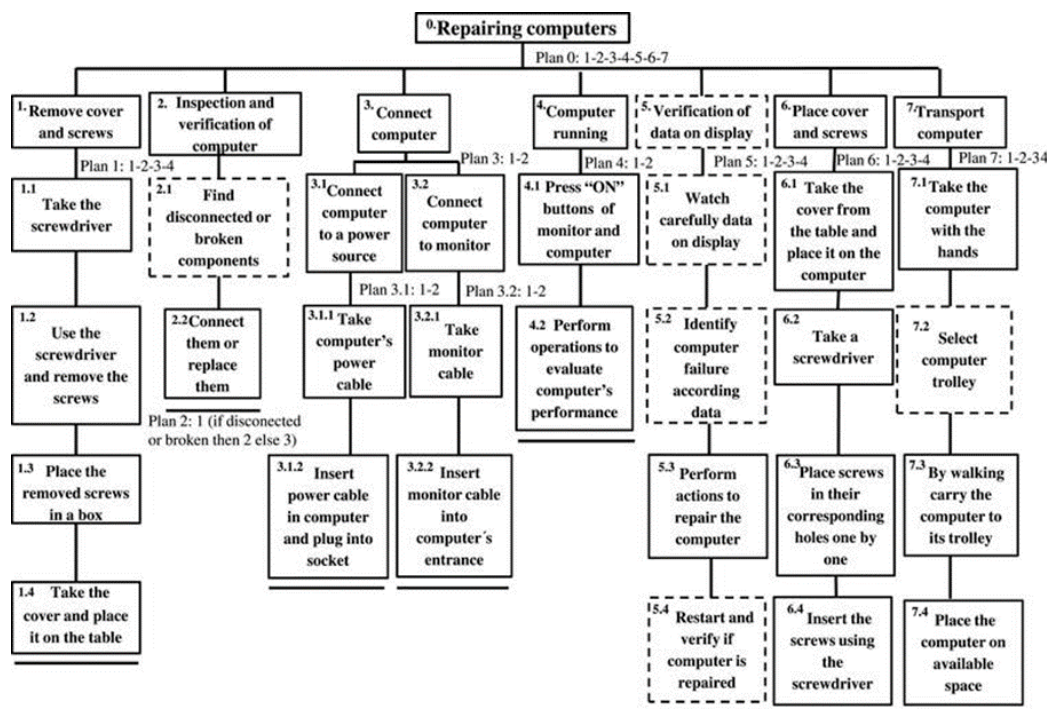 0. Repairing computers
Plan 0: 1-2-3-4-5-6-7
1. Remove cover
and screws
2. Inspection and
verification of
computer
3. Connect
computer
4. Computer
running
5. Verification of
data on display
6. Place cover
and screws
7. Transport
computer
Plan 1: 1-2-3-4
Plan 3: 1-2
Plan 4: 1-2
Plan 5: 1-2-3-4
Plan 6: 1-2-3-4
Plan 7: 1-2-34
1.1
Take the
screwdriver
2.1
Find
disconnected or
broken
components
3.1 Connect
computer
to a power
source
3.2
Connect
computer
to monitor
4.1 Press “ON”
buttons of
monitor and
computer
5.1
Watch
carefully data
on display
6.1
Take the
cover from
the table and
place it on the
computer
7.1 Take the
computer
with the
hands
Plan 3.1: 1-2
Plan 3.2: 1-2
1.2
Use the
screwdriver
and remove the
screws
2.2 Connect
them or
replace
them
Plan 2: 1 (if disconected
or broken then 2 else 3)
3.1.1 Take
computer’s
power
cable
3.2.1 Take
monitor
cable
4.2 Perform
operations to
evaluate
computer’s
performance
5.2 Identify
computer
failure
according
data
6.2
Take a
screwdriver
7.2
Select
computer
trolley
1.3 Place the
removed screws
in a box
3.1.2 Insert
power cable
in computer
and plug into
socket
3.2.2 Insert
monitor cable
into
computer´s
entrance
5.3
Perform
actions to
repair the
computer
6.3 Place screws
in their
corresponding
holes one by
one
7.3 By walking
carry the
computer to
its trolley
1.4 Take the
cover and place
it on the table
5.4
Restart and
verify if
computer is
repaired
6.4 Insert the
screws using
the
screwdriver
7.4 Place the
computer on
available
space